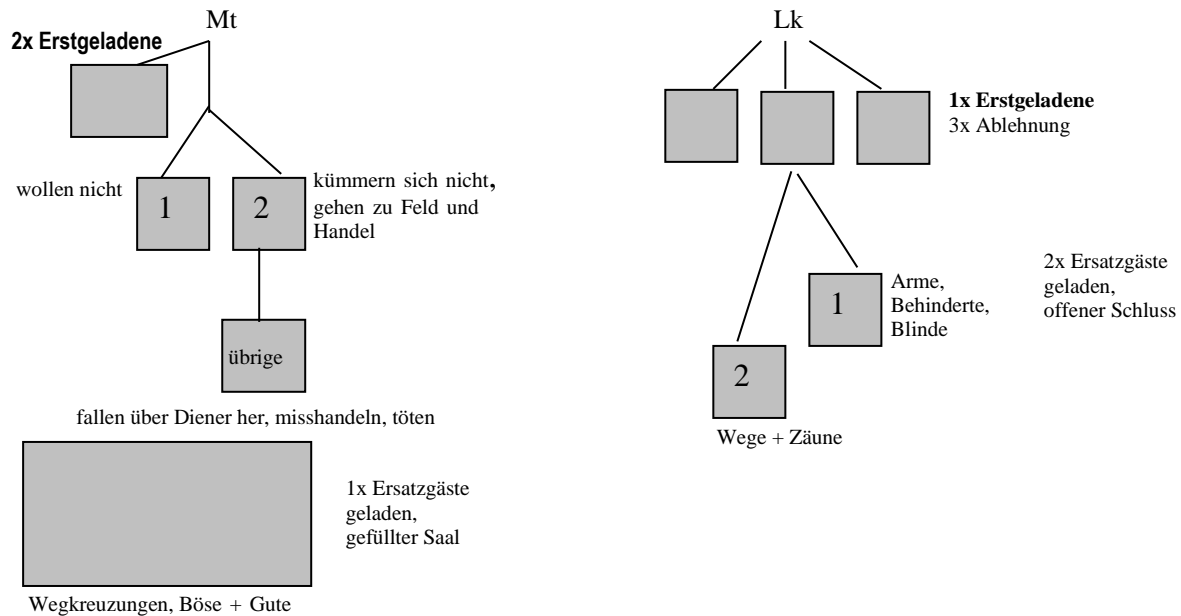 Mt
2x Erstgeladene
wollen nicht
1
2
kümmern sich nicht,
gehen zu Feld und
Handel
übrige
fallen über Diener her, misshandeln, töten
1x Ersatzgäste
geladen,
gefüllter Saal
Wegkreuzungen, Böse + Gute
Lk
1x Erstgeladene
3x Ablehnung
1
Arme,
Behinderte,
Blinde
2x Ersatzgäste
geladen,
offener Schluss
2
Wege + Zäune